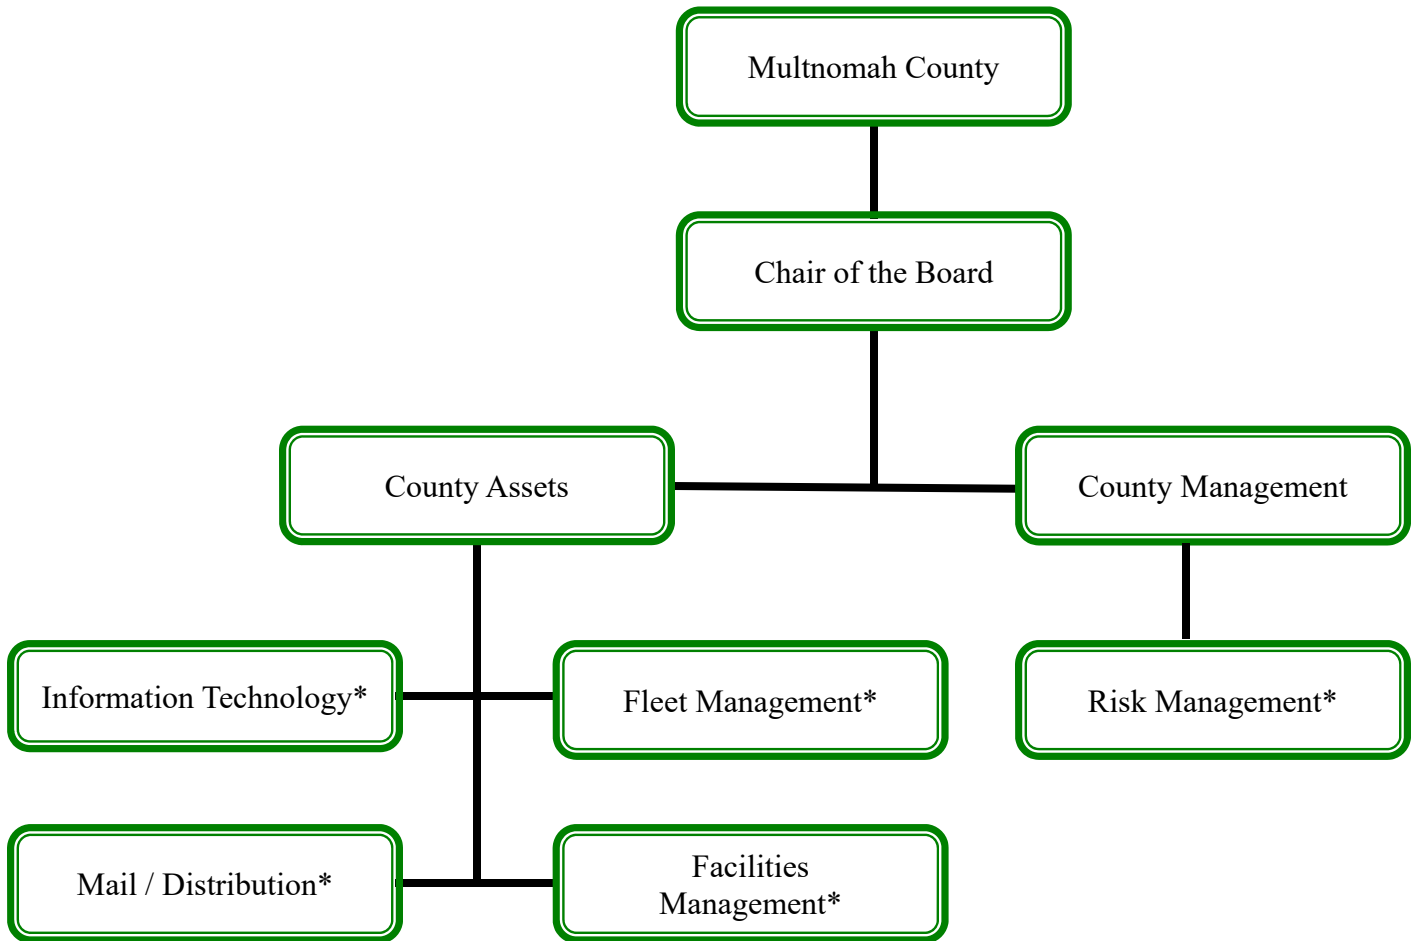 Multnomah County
Chair of the Board
County Assets
County Management
Information Technology*
Fleet Management*
Risk Management*
Mail / Distribution*
Facilities
Management*